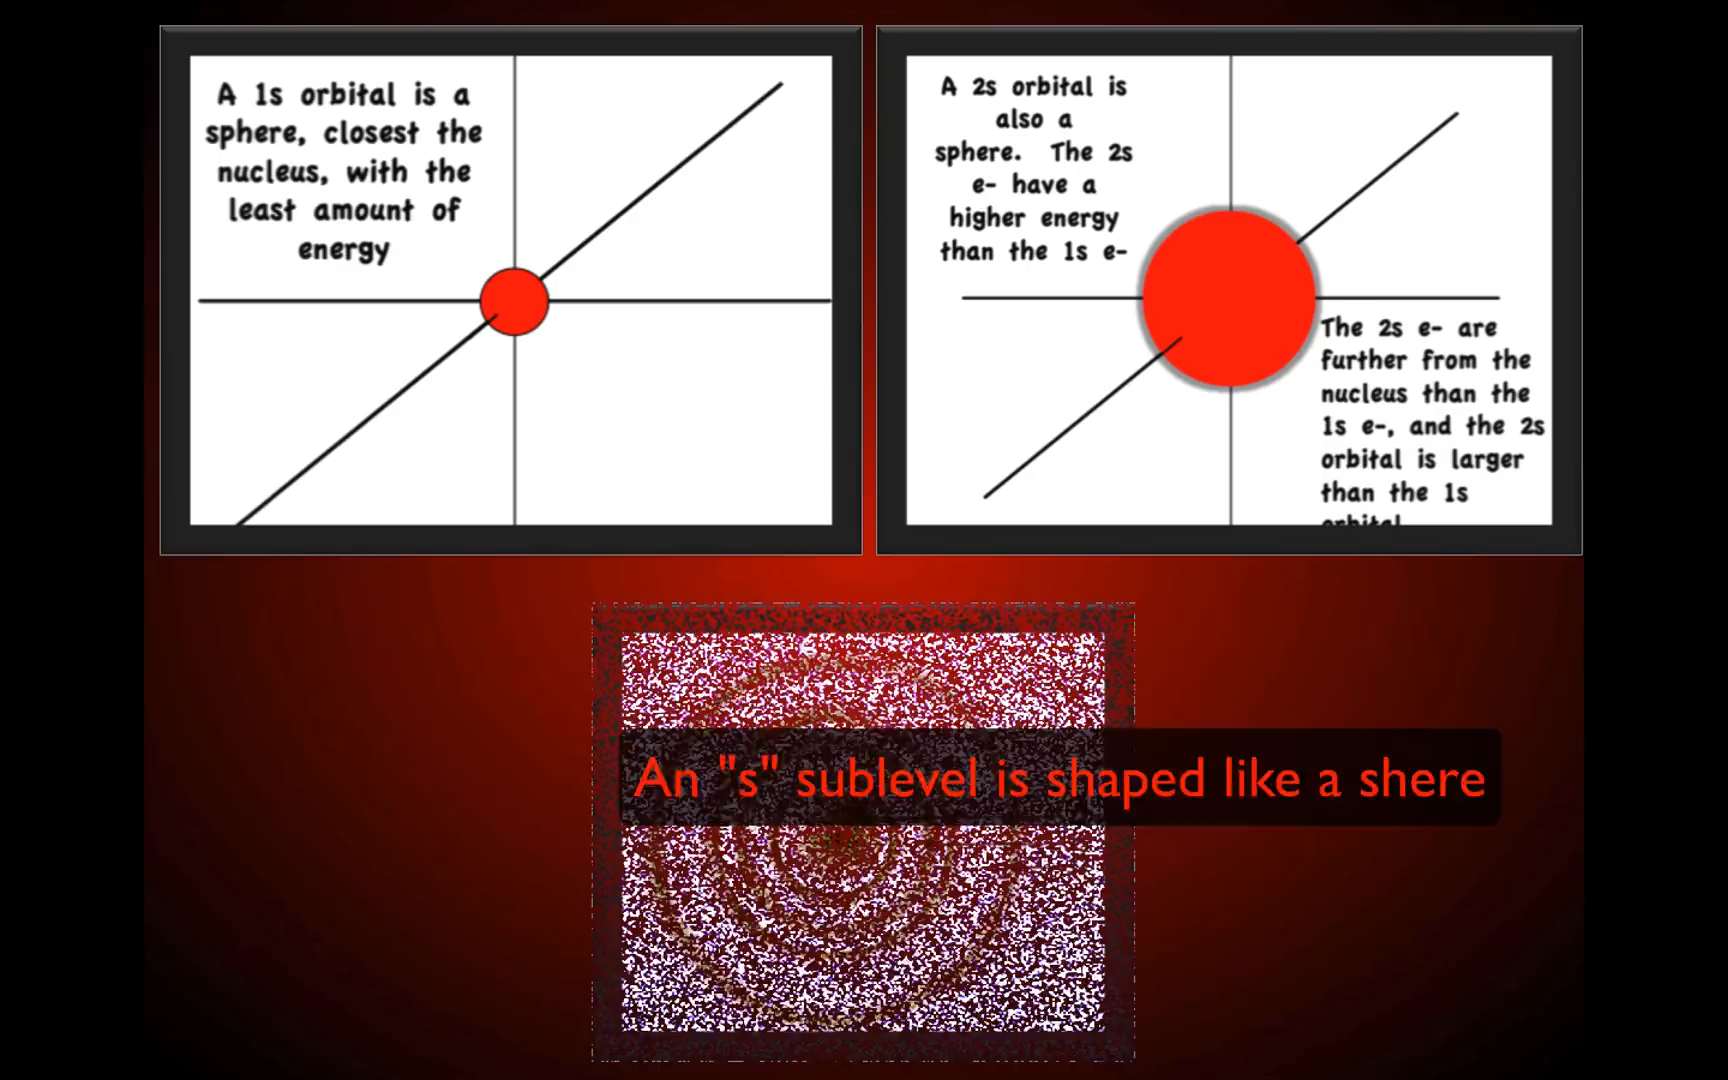 A 1s orbital is a
sphere, closest the
nucleus, with the
least amount of
energy
A 2s orbital is
also a
sphere. The 2s
e- have a
higher energy
than the 1s e-
The 2s e- are
further from the
nucleus than the
1s e-, and the 2s
orbital is larger
than the 1s
orbital
An "s" sublevel is shaped like a shere